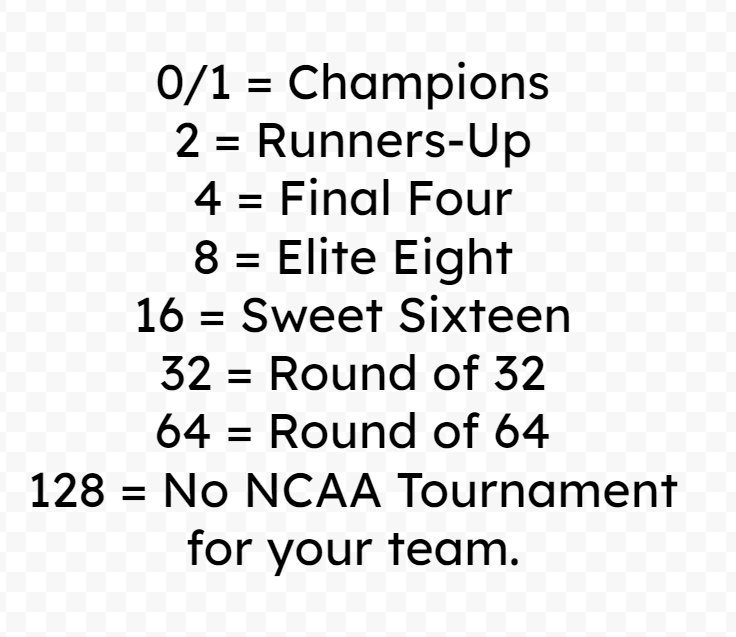 0/1 = Champions
2 = Runners-Up
4 = Final Four
8 = Elite Eight
16 = Sweet Sixteen
32 = Round of 32
64 = Round of 64
128 = No NCAA Tournament
for your team.